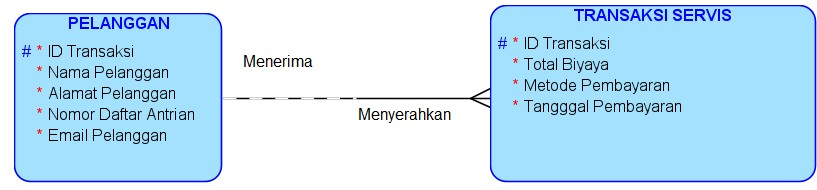 PELANGGAN
# * ID Transaksi
* Nama Pelanggan
* Alamat Pelanggan
* Nomor Daftar Antrian
* Email Pelanggan
Menerima
Menyerahkan
TRANSAKSI SERVIS
# * ID Transaksi
* Total Biyaya
* Metode Pembayaran
* Tangggal Pembayaran